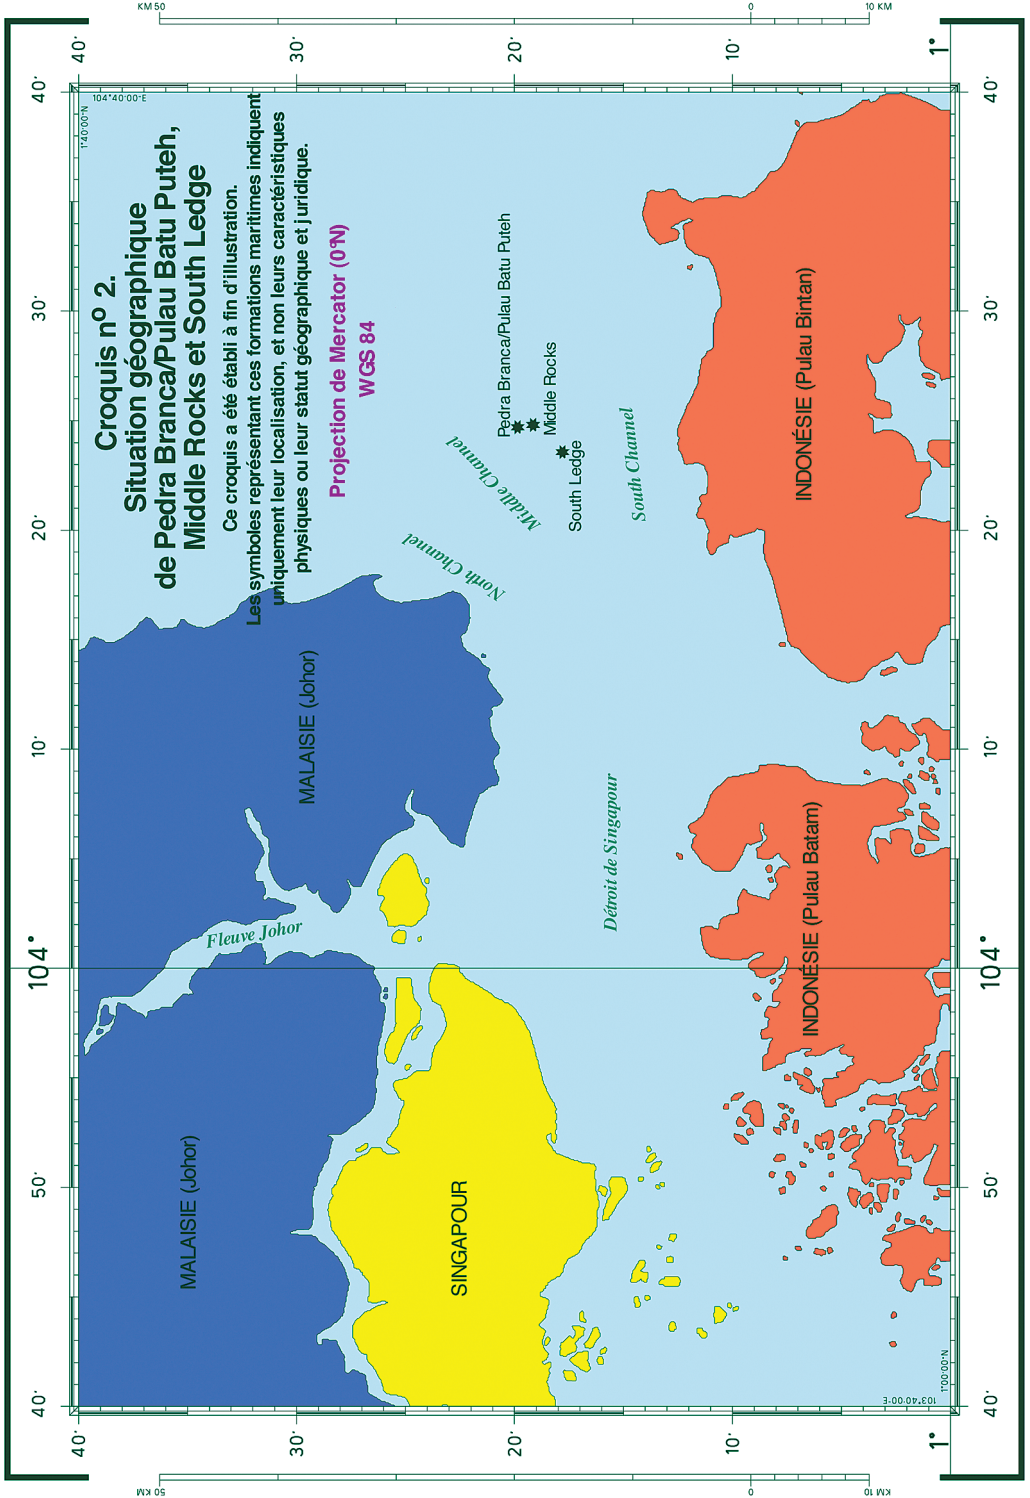 Croquis nº 2.
Situation géographique
de Pedra Branca/Pulau Batu Puteh,
Middle Rocks et South Ledge
Ce croquis a été établi à fin d'illustration.
Les symboles représentant ces formations maritimes indiquent
uniquement leur localisation, et non leurs caractéristiques
physiques ou leur statut géographique et juridique.
Projection de Mercator (0°N)
WGS 84
104°40'00"E
1°40'00"N
MALAISIE (Johor)
MALAISIE (Johor)
Fleuve Johor
SINGAPOUR
North Channel
Middle Channel
South Channel
Détroit de Singapour
Pedra Branca/Pulau Batu Puteh
Middle Rocks
South Ledge
INDONÉSIE (Pulau Bintan)
INDONÉSIE (Pulau Batam)
103°40'00"E
1°00'00"N
40'
50'
104°
10'
20'
30'
40'
40'
50'
104°
10'
20'
30'
40'
40'
30'
20'
10'
1°
40'
30'
20'
10'
1°
KM 50
0
10 KM
KM 50
0
10 KM